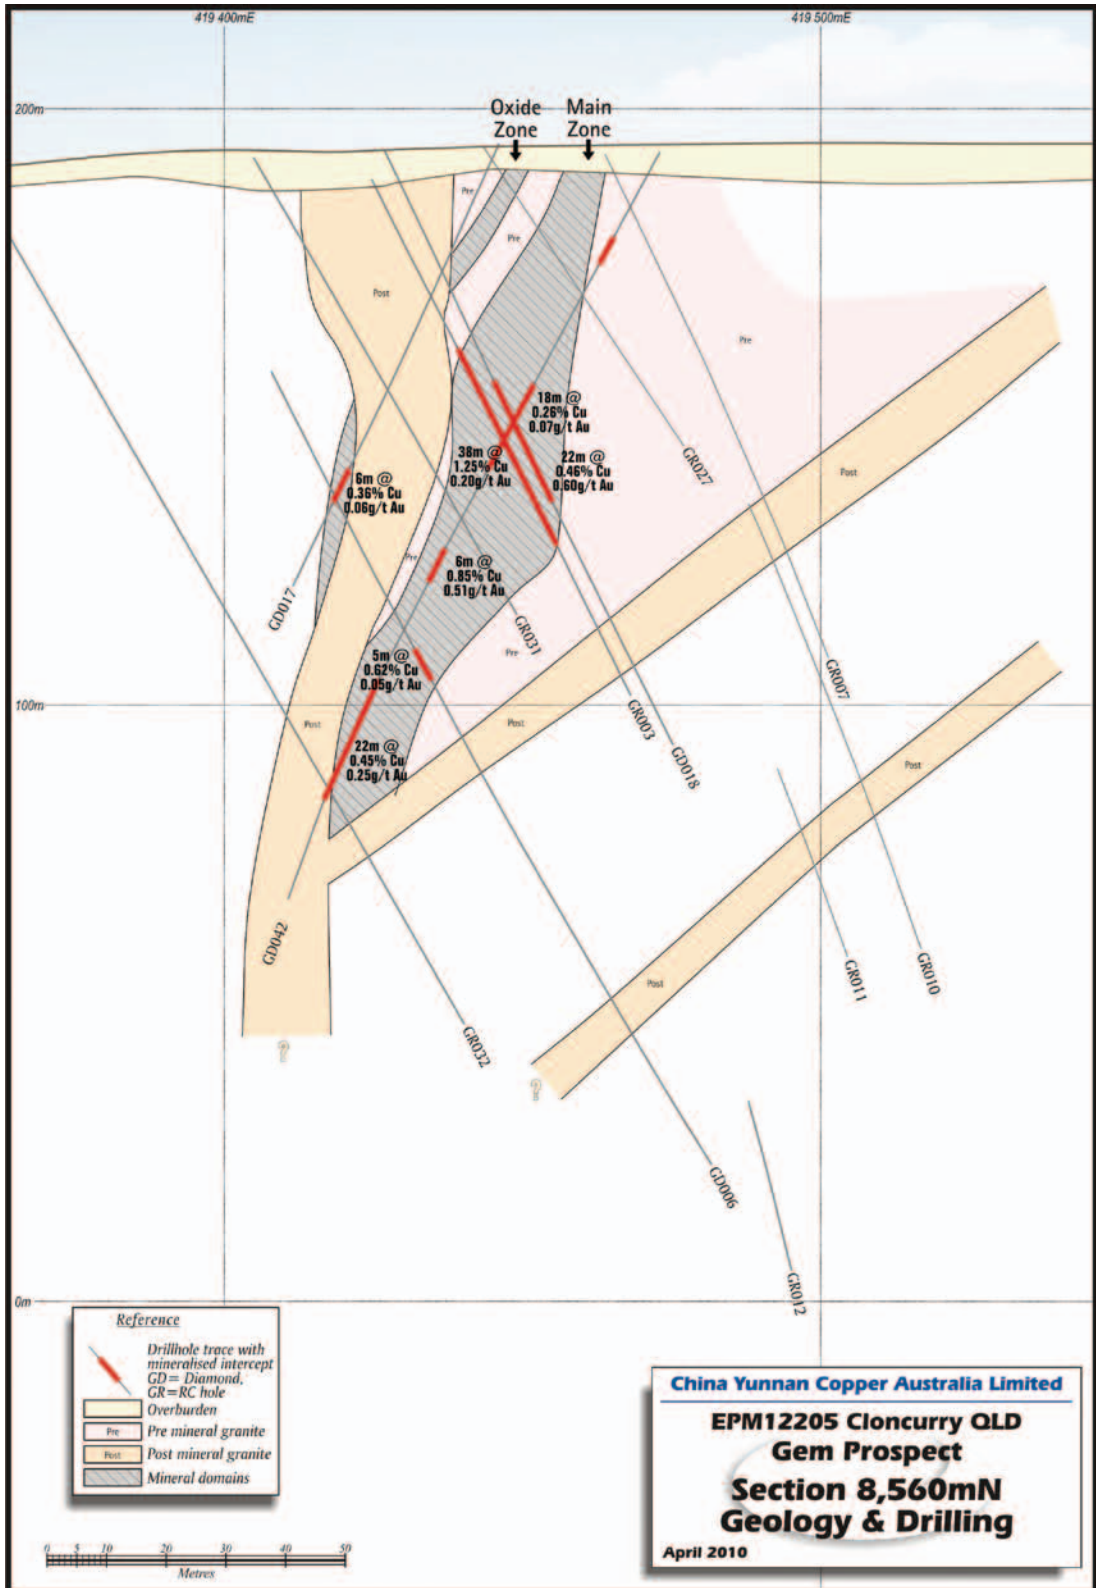 419 400mE
419 500mE
200m
Oxide
Zone
Main
Zone
Pre
Pre
Post
Pre
18m @
0.26% Cu
0.07g/t Au
38m @
1.25% Cu
0.20g/t Au
22m @
0.46% Cu
0.60g/t Au
GR027
Post
6m @
0.36% Cu
0.06g/t Au
Pre
6m @
0.85% Cu
0.51g/t Au
GD017
GR031
Pre
5m @
0.62% Cu
0.05g/t Au
GR007
100m
GR003
Post
Post
GD018
22m @
0.45% Cu
0.25g/t Au
Post
GD042
GR011
GR010
Post
GR032
?
?
GD006
GR012
0m
Reference
Drillhole trace with
mineralised intercept
GD= Diamond,
GR=RC hole
Overburden
Pre
Pre mineral granite
Post
Post mineral granite
Mineral domains
0 5 10 20 30 40 50
Metres
China Yunnan Copper Australia Limited
EPM12205 Cloncurry QLD
Gem Prospect
Section 8,560mN
Geology & Drilling
April 2010